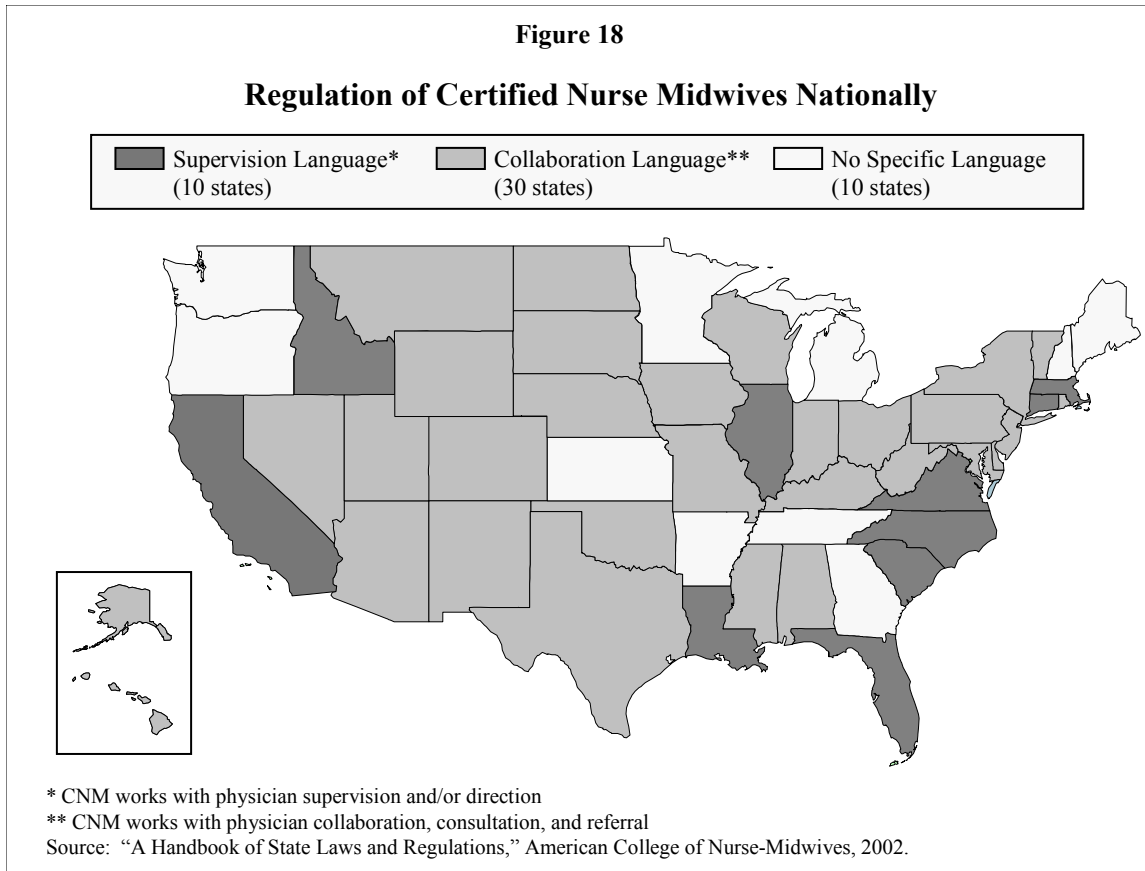 Figure 18
Regulation of Certified Nurse Midwives Nationally
Supervision Language* Collaboration Language** No Specific Language
(10 states) (30 states) (10 states)
* CNM works with physician supervision and/or direction
** CNM works with physician collaboration, consultation, and referral
Source: “A Handbook of State Laws and Regulations,” American College of Nurse-Midwives, 2002.